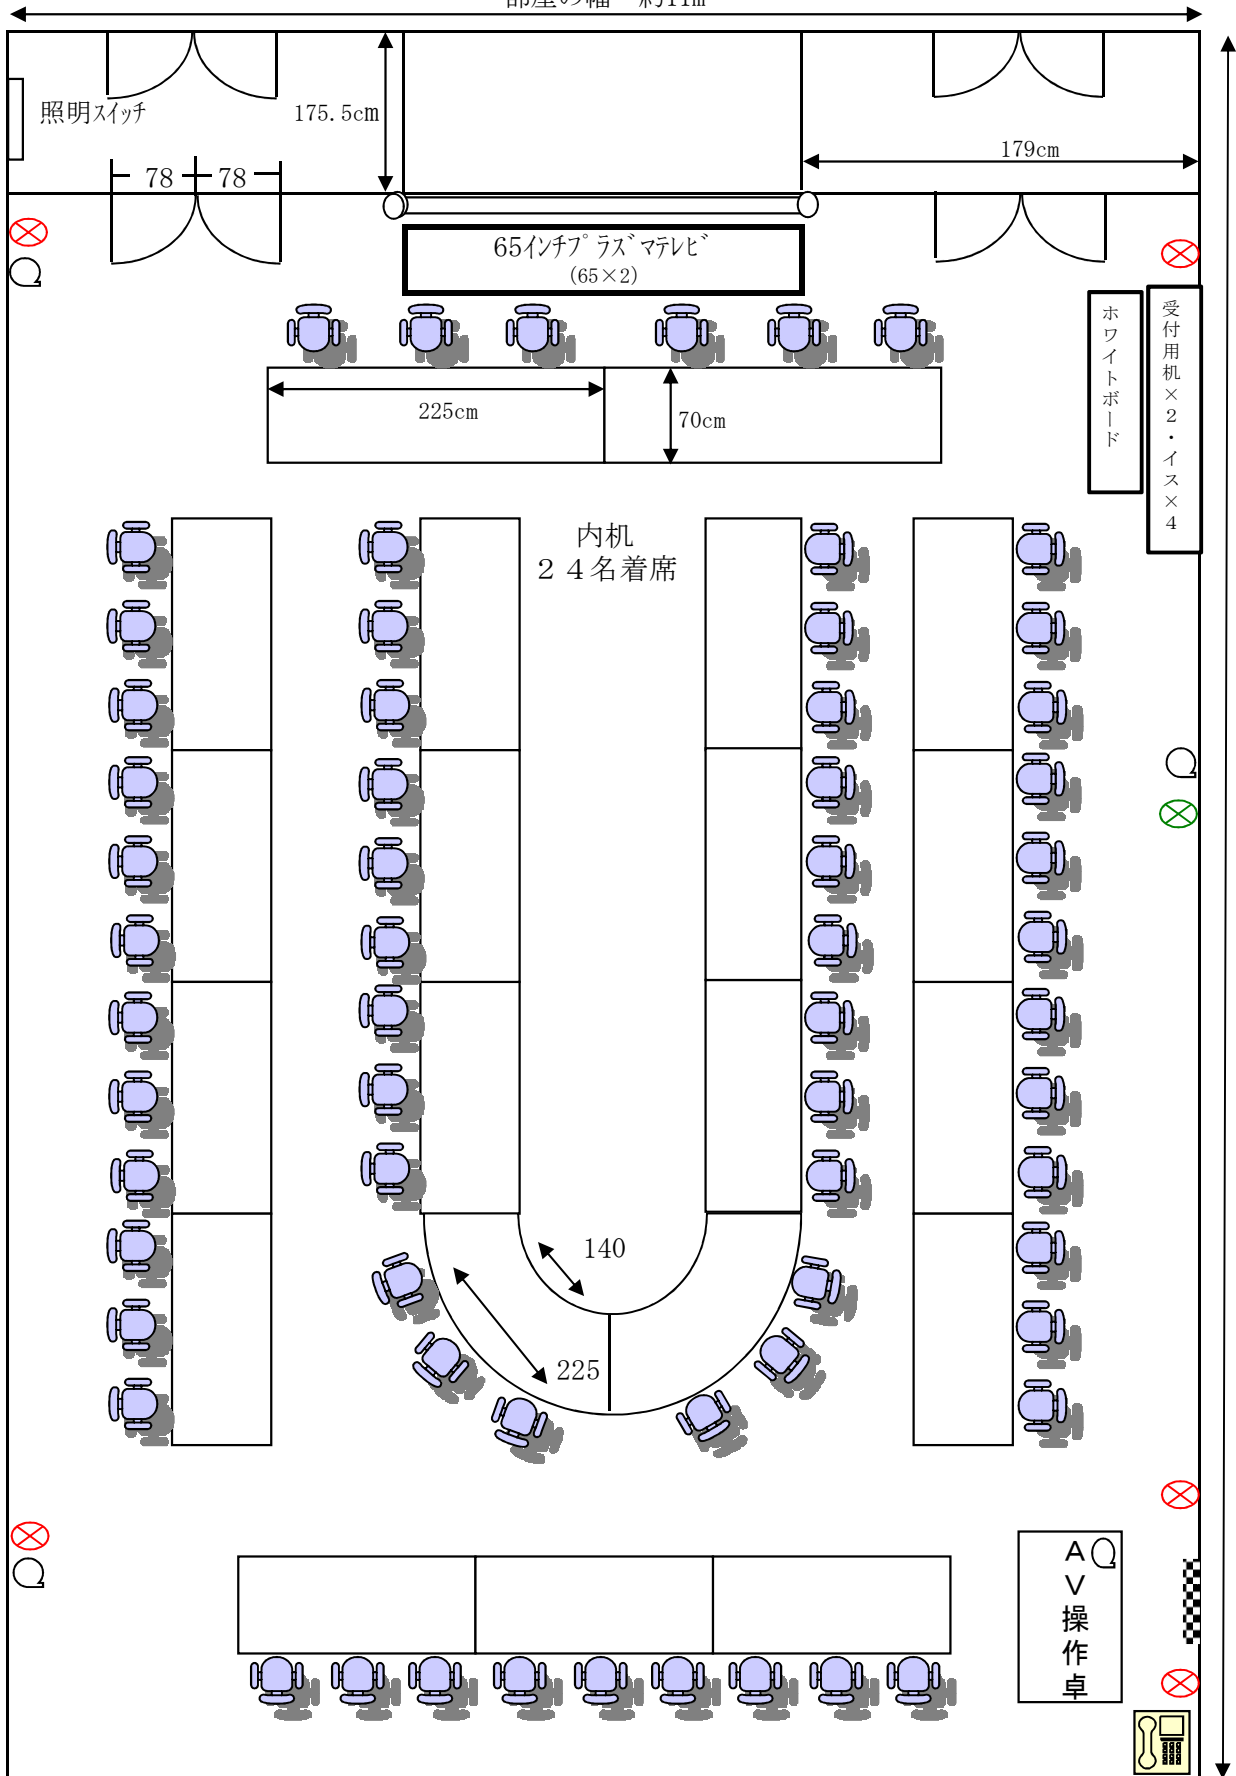 部屋の幅　約11m
照明ｽｲｯﾁ
175.5cm
179cm
78
78
65ｲﾝﾁﾌﾟﾗｽﾞﾏﾃﾚﾋﾞ
(65×2)
ホワイトボード
受付用机×２・イス×４
225cm
70cm
内机
２４名着席
140
225
ＡＶ操作卓